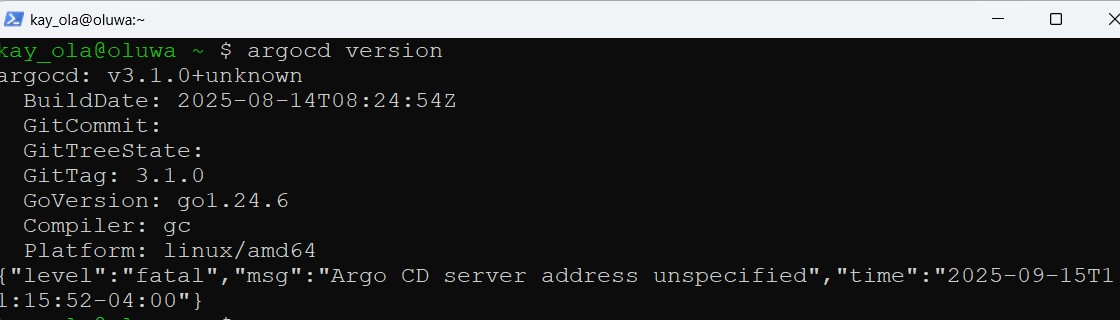 kay_ola@oluwa:~
kay_ola@oluwa ~ $ argocd version
argocd: v3.1.0+unknown
  BuildDate: 2025-08-14T08:24:54Z
  GitCommit:
  GitTreeState:
  GitTag: 3.1.0
  GoVersion: go1.24.6
  Compiler: gc
  Platform: linux/amd64
{"level":"fatal","msg":"Argo CD server address unspecified","time":"2025-09-15T1
1:15:52-04:00"}